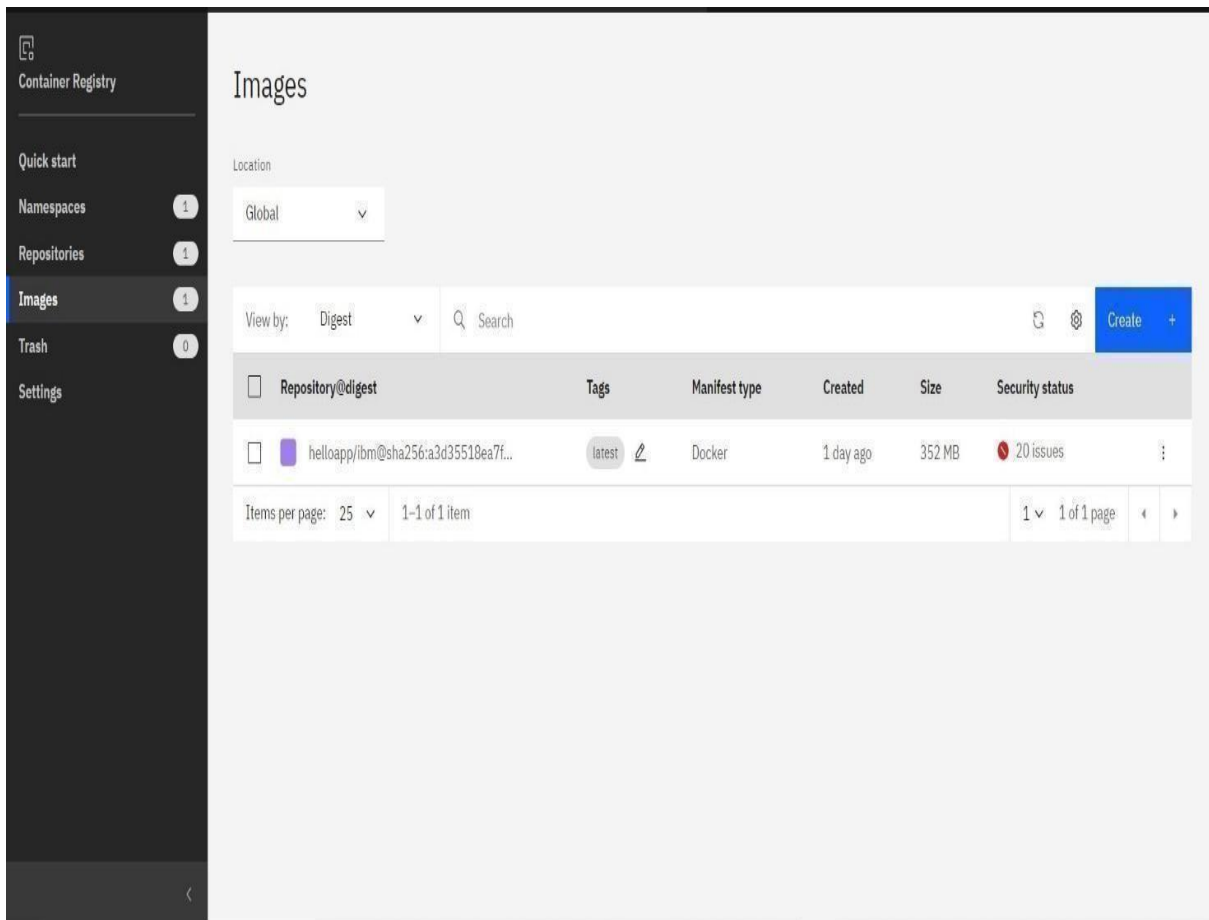 Container Registry
Quick start
Namespaces 1
Repositories 1
Images 1
Trash 0
Settings
Images
Location
Global
View by: Digest Search Create +
Repository@digest Tags Manifest type Created Size Security status
helloapp/ibm@sha256:a3d35518ea7f... latest Docker 1 day ago 352 MB 20 issues
Items per page: 25 1–1 of 1 item 1 1 of 1 page